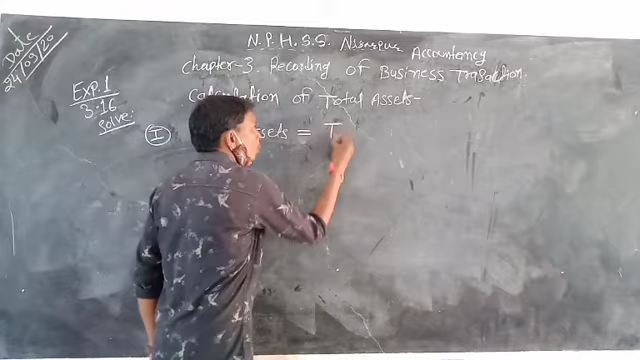 Date
24/09/20
N.P.H.S.S. Nisarpur Accountancy
Chapter-3. Recording of Business Transaction.
Exp.1
3.16
Solve:
Calculation of Total Assets-
I ssets = T